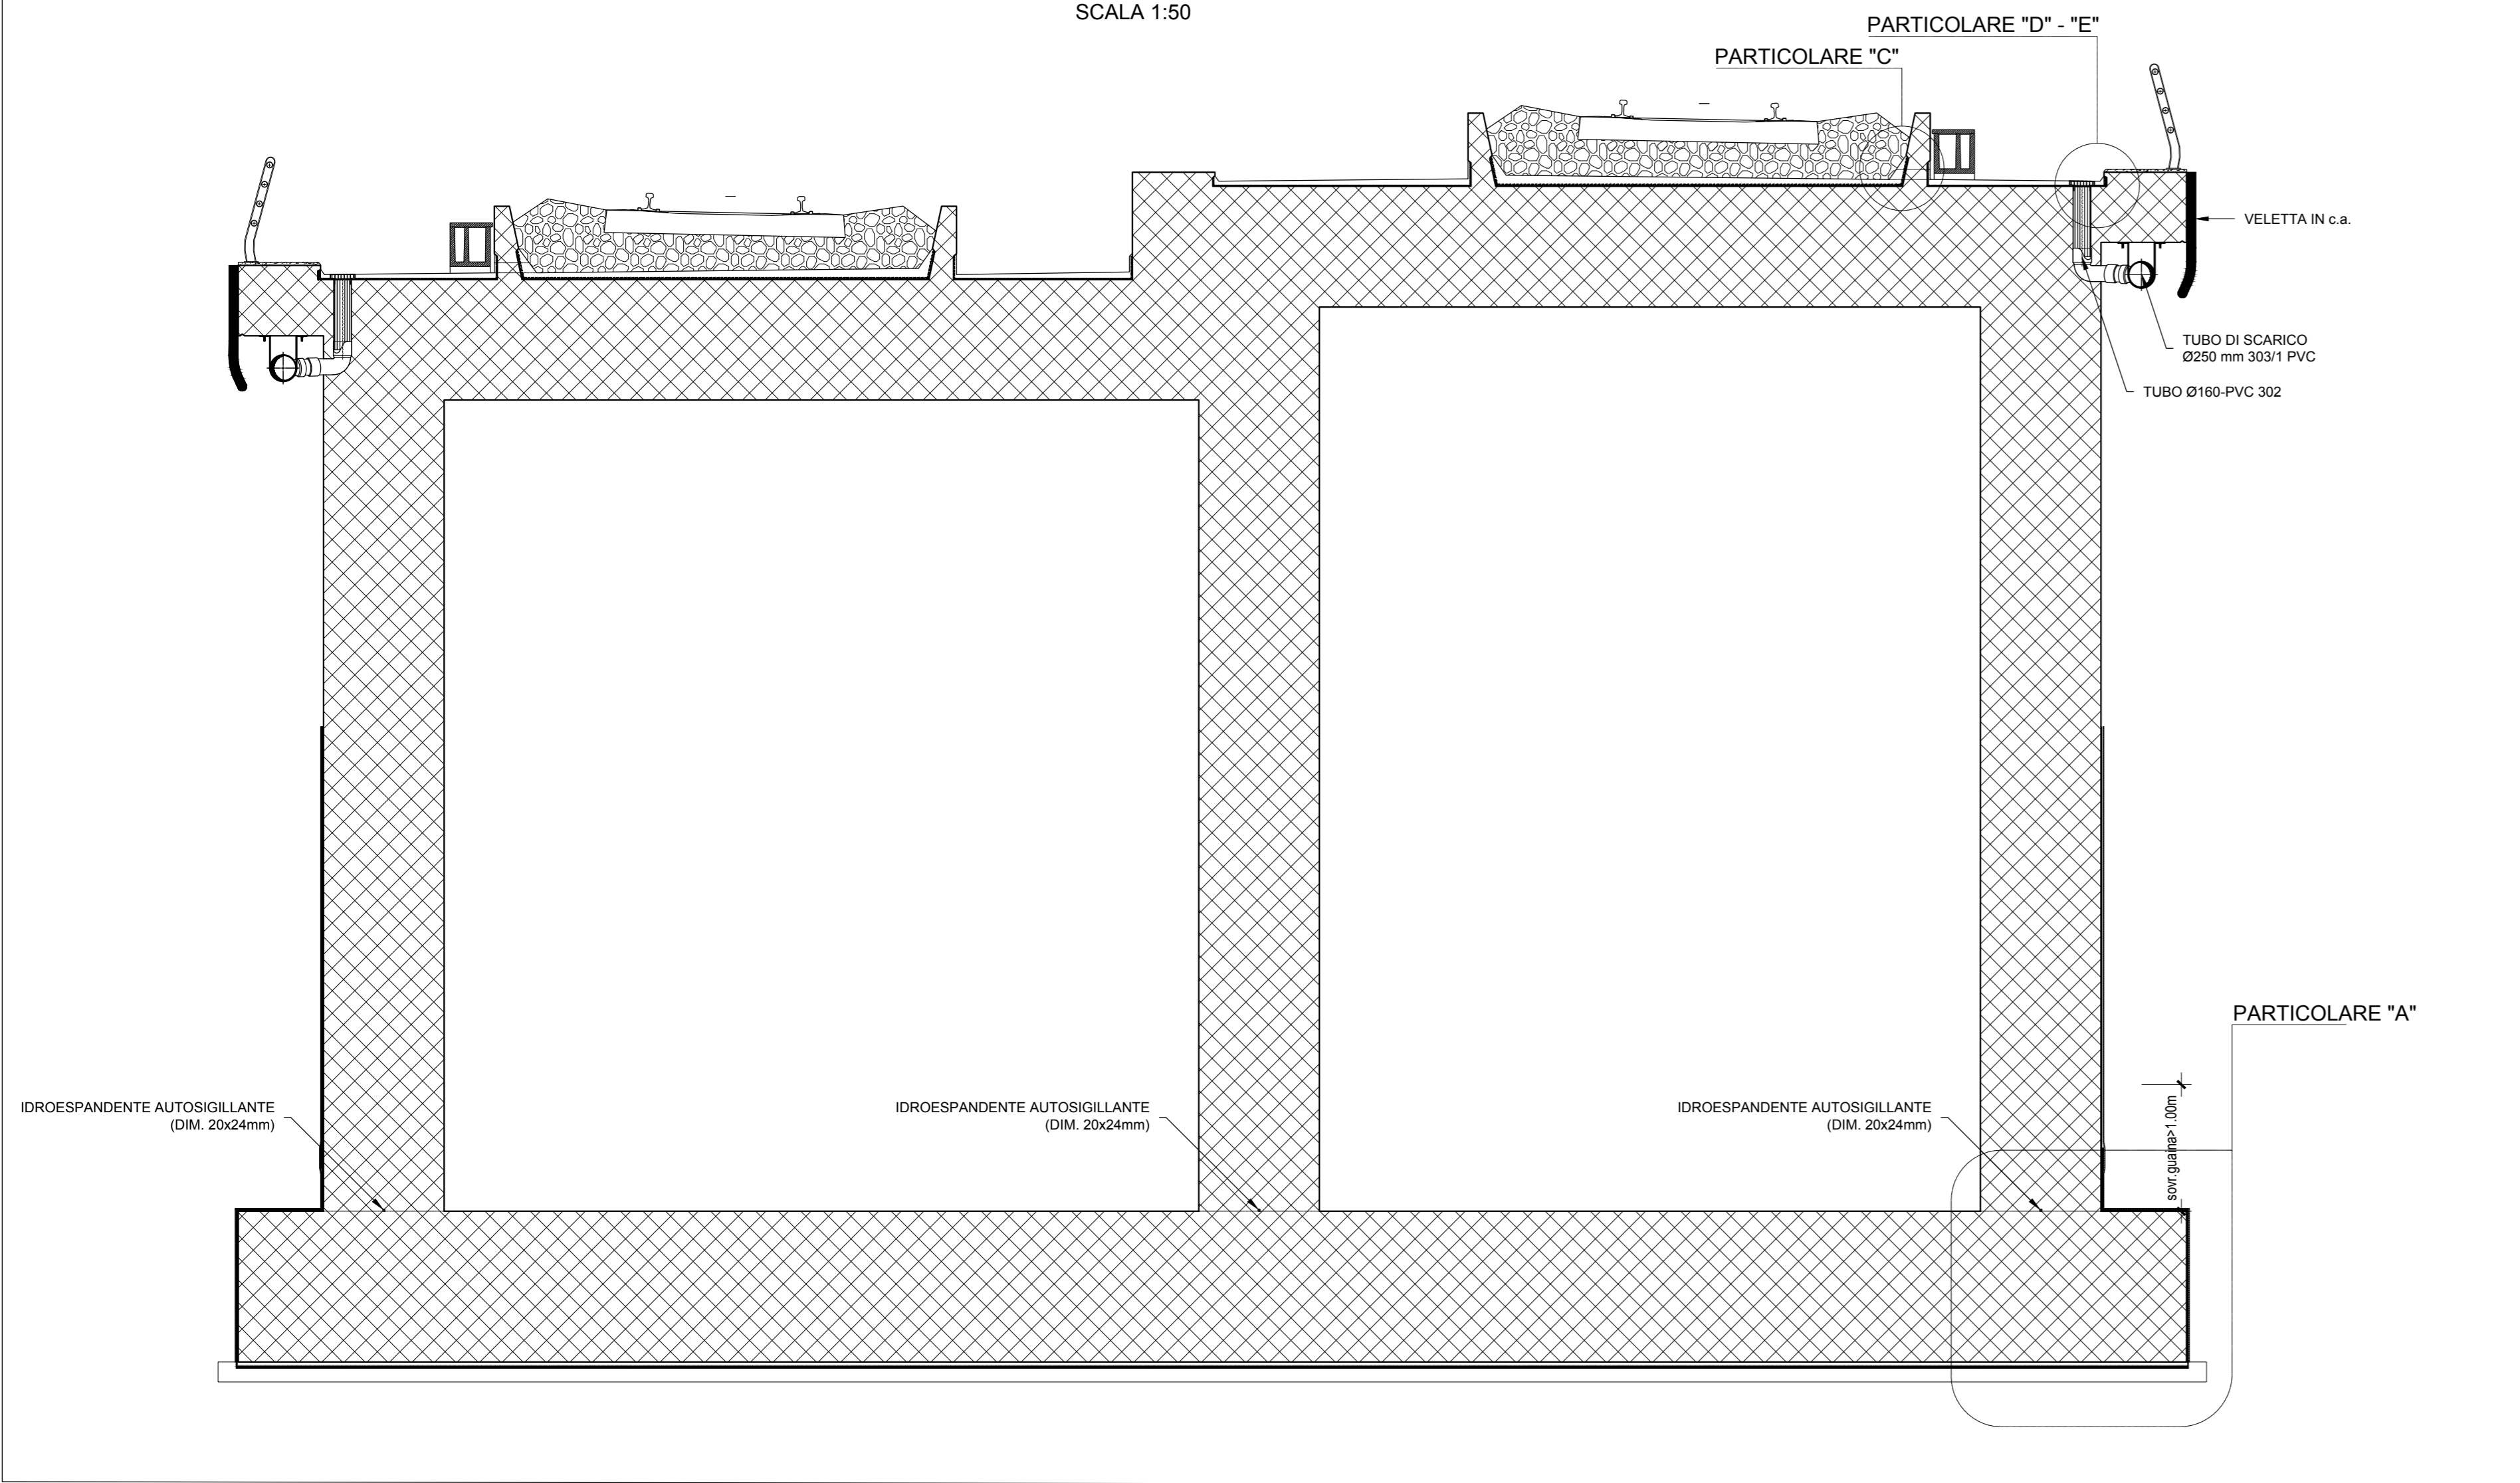 SCALA 1:50
PARTICOLARE "D" - "E"
PARTICOLARE "C"
VELETTA IN c.a.
TUBO DI SCARICO
Ø250 mm 303/1 PVC
TUBO Ø160-PVC 302
PARTICOLARE "A"
IDROESPANDENTE AUTOSIGILLANTE
(DIM. 20x24mm)
IDROESPANDENTE AUTOSIGILLANTE
(DIM. 20x24mm)
IDROESPANDENTE AUTOSIGILLANTE
(DIM. 20x24mm)
sovr.guaina>1.00m